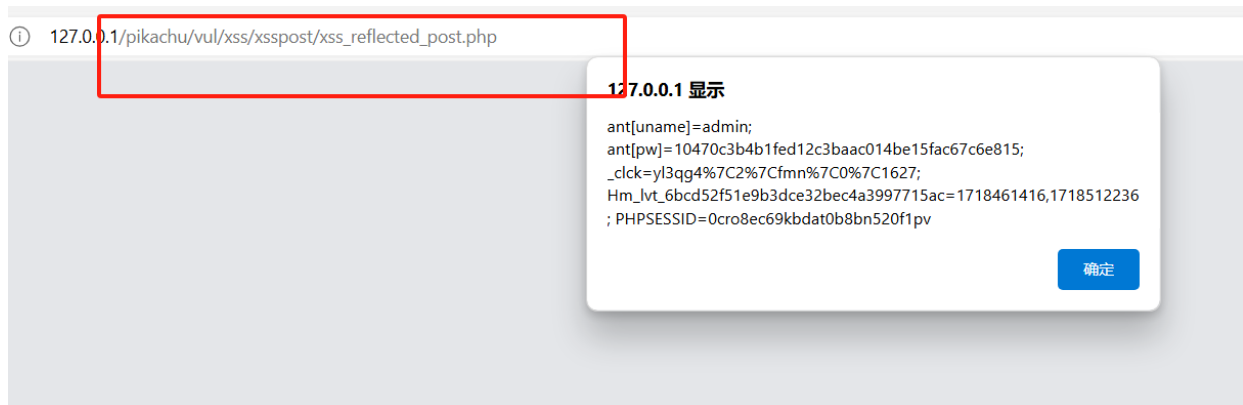 127.0.0.1/pikachu/vul/xss/xsspost/xss_reflected_post.php
127.0.0.1 显示
ant[uname]=admin;
ant[pw]=10470c3b4b1fed12c3baac014be15fac67c6e815;
_clck=yl3qg4%7C2%7Cfmn%7C0%7C1627;
Hm_lvt_6bcd52f51e9b3dce32bec4a3997715ac=1718461416,1718512236
; PHPSESSID=0cro8ec69kbdat0b8bn520f1pv
确定